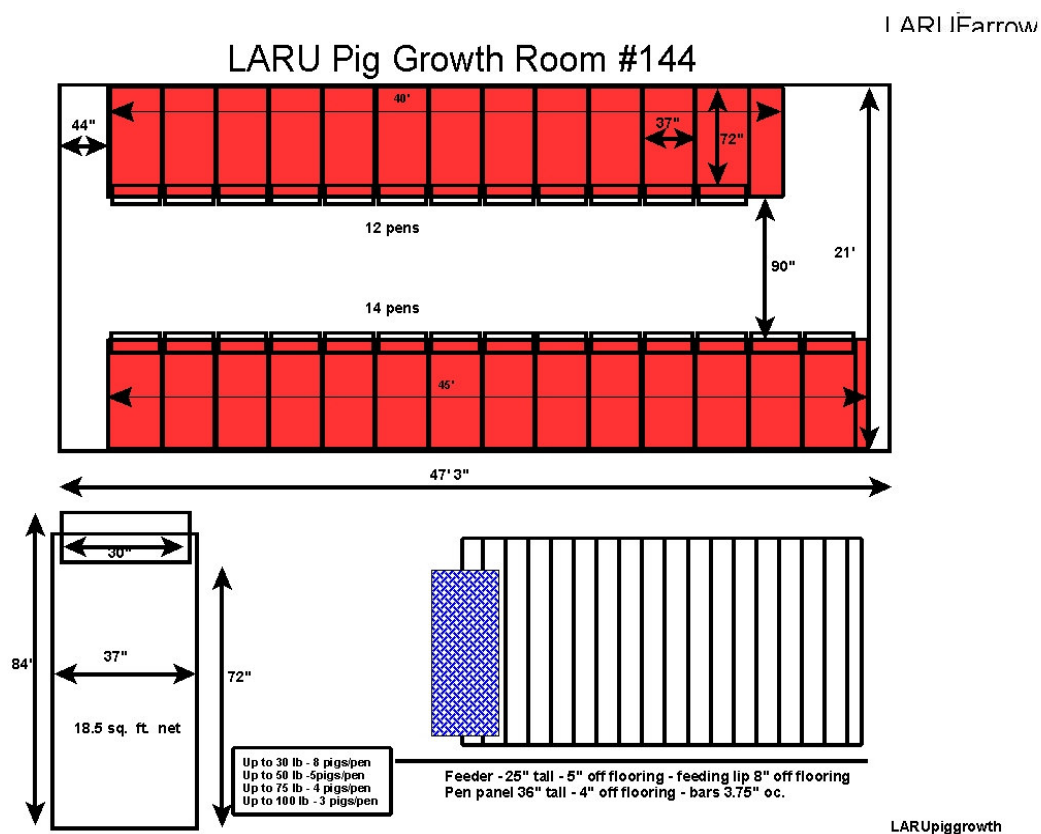 LARUFarrow
LARU Pig Growth Room #144
40'
44"
37"
72"
12 pens
90"
21'
14 pens
45'
47' 3"
30"
84'
37"
72"
18.5 sq. ft. net
Up to 30 lb - 8 pigs/pen
Up to 50 lb -5pigs/pen
Up to 75 lb - 4 pigs/pen
Up to 100 lb - 3 pigs/pen
Feeder - 25" tall - 5" off flooring - feeding lip 8" off flooring
Pen panel 36" tall - 4" off flooring - bars 3.75" oc.
LARUpiggrowth